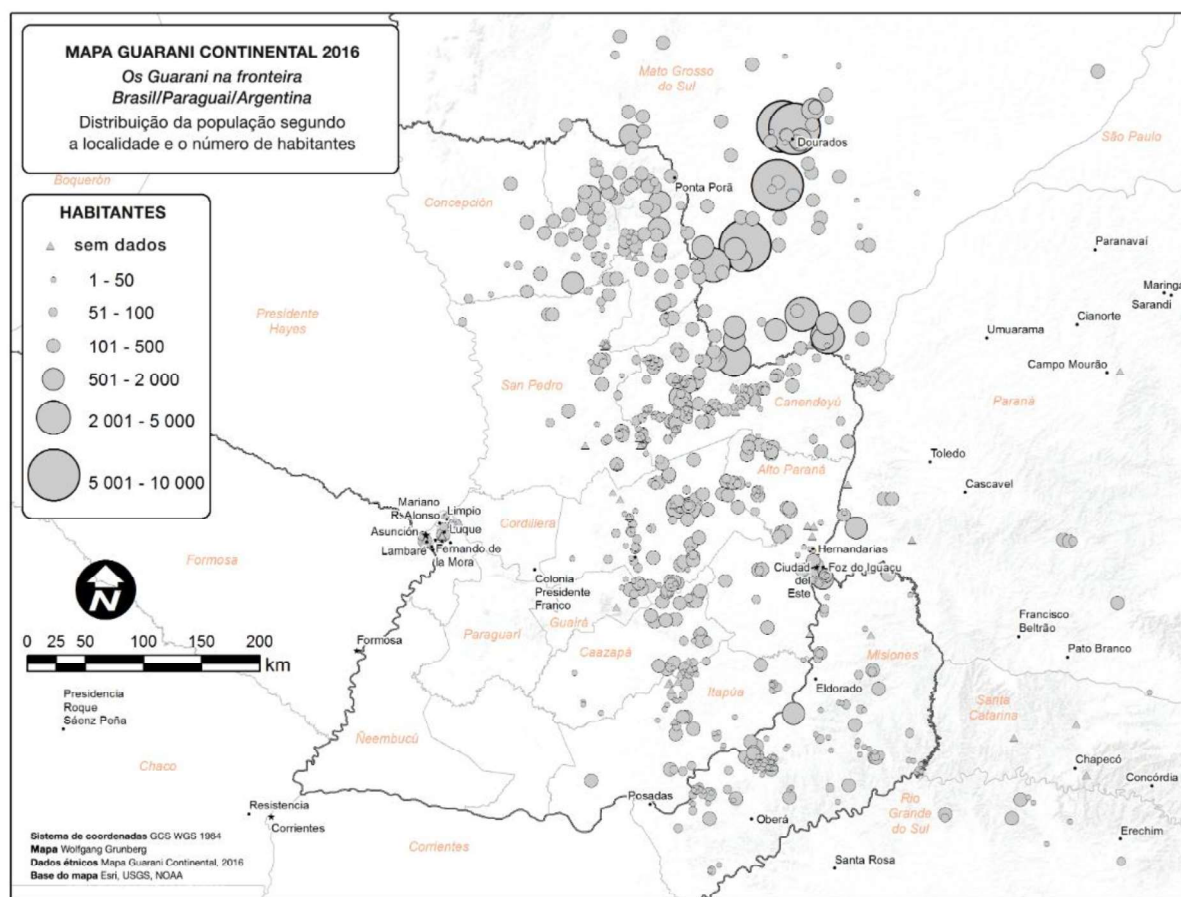 MAPA GUARANI CONTINENTAL 2016
Os Guarani na fronteira
Brasil/Paraguai/Argentina
Distribuição da população segundo
a localidade e o número de habitantes
HABITANTES
sem dados
1 - 50
51 - 100
101 - 500
501 - 2 000
2 001 - 5 000
5 001 - 10 000
Boquerón
Concepción
Mato Grosso
do Sul
Dourados
São Paulo
Ponta Porã
Paranavaí
Maringa
Sarandi
Cianorte
Umuarama
Campo Mourão
Presidente
Hayes
San Pedro
Canendeyú
Paraná
Toledo
Cascavel
Alto Paraná
Mariano
R. Alonso
Limpio
Asunción
Luque
Lambare
Fernando de
la Mora
Cordillera
Hernandarias
Ciudad
del
Este
Foz do Iguaçu
Formosa
Colonia
Presidente
Franco
Guairá
Paraguarí
Caazapá
Francisco
Beltrão
Pato Branco
Formosa
N
0 25 50 100 150 200
km
Misiones
Eldorado
Itapúa
Santa
Catarina
Presidencia
Roque
Sáonz Poña
Ñeembucú
Chaco
Chapecó
Concórdia
Resistencia
Corrientes
Posadas
Oberá
Rio
Grande
do Sul
Erechim
Corrientes
Santa Rosa
Sistema de coordenadas GCS WGS 1984
Mapa Wolfgang Grunberg
Dados étnicos Mapa Guarani Continental, 2016
Base do mapa Esri, USGS, NOAA